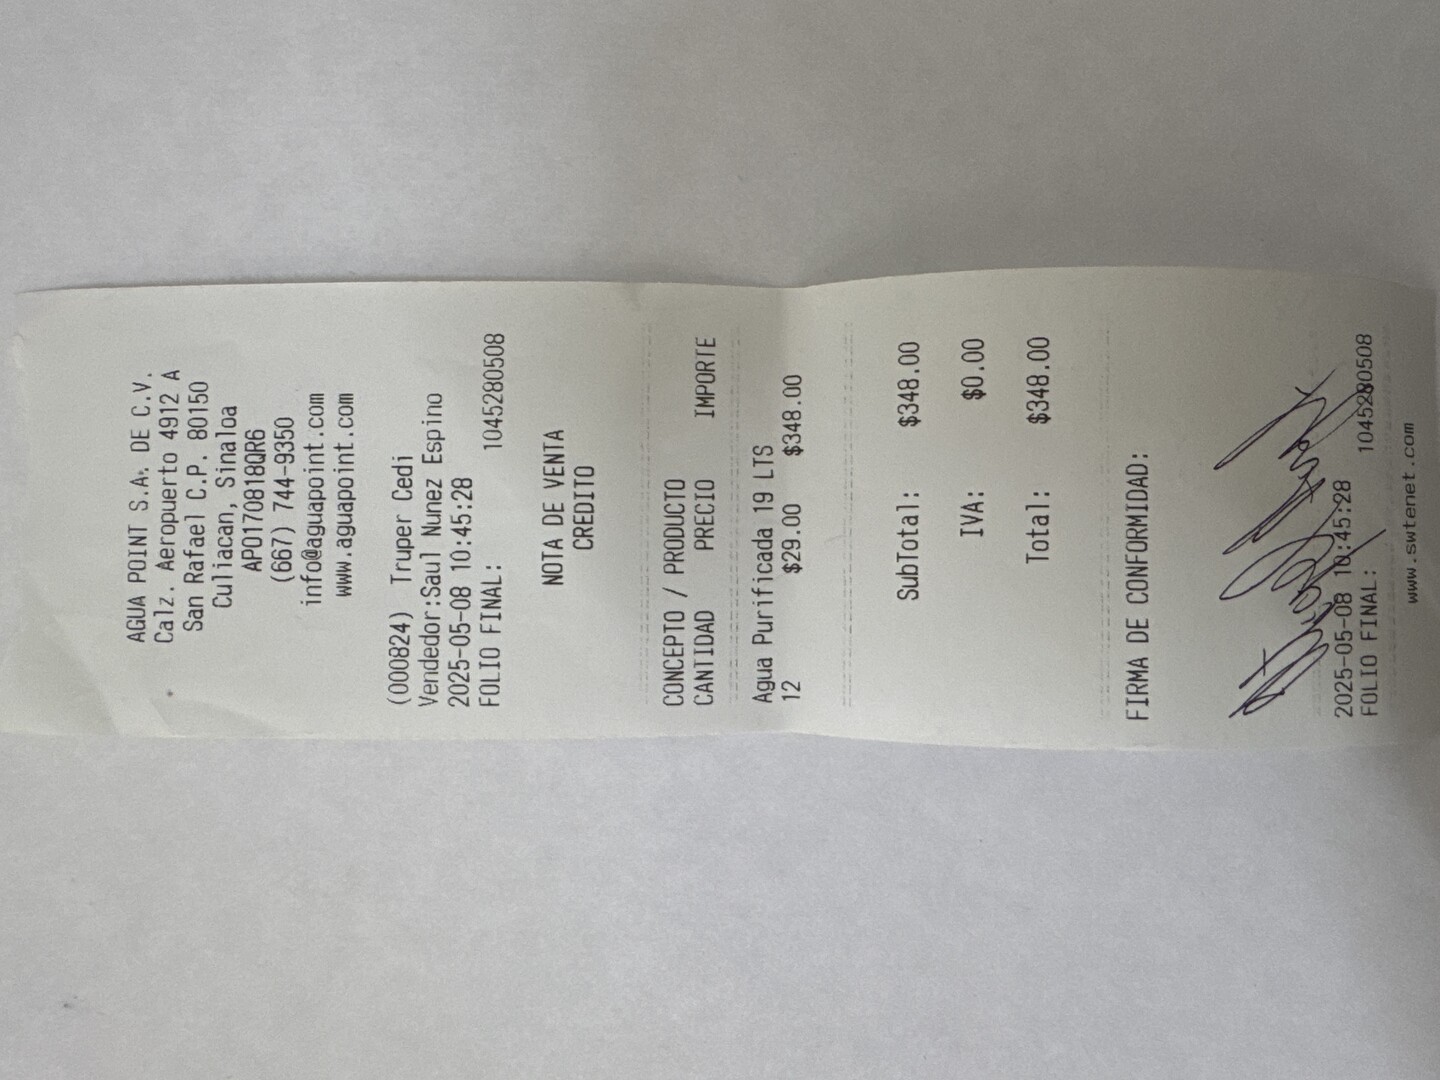 AGUA POINT S.A. DE C.V.
Calz. Aeropuerto 4912 A
San Rafael C.P. 80150
Culiacan, Sinaloa
APO170818QR6
(667) 744-9350
info@aguapoint.com
www.aguapoint.com
(000824) Truper Cedi
Vendedor:Saul Nunez Espino
2025-05-08 10:45:28
FOLIO FINAL: 1045280508
NOTA DE VENTA
CREDITO
CONCEPTO / PRODUCTO
CANTIDAD PRECIO IMPORTE
Agua Purificada 19 LTS
12 $29.00 $348.00
SubTotal: $348.00
IVA: $0.00
Total: $348.00
FIRMA DE CONFORMIDAD:
2025-05-08 10:45:28
FOLIO FINAL: 1045280508
www.swtenet.com